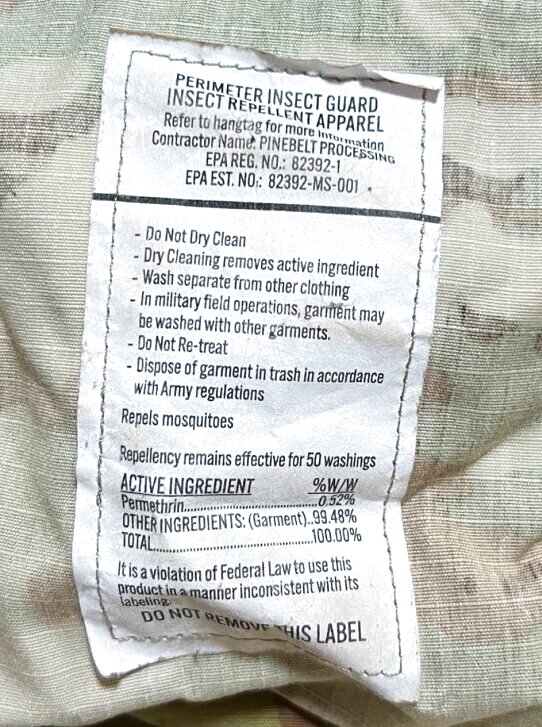 PERIMETER INSECT GUARD
INSECT REPELLENT APPAREL
Refer to hangtag for more information
Contractor Name: PINEBELT PROCESSING
EPA REG. NO.: 82392-1
EPA EST. NO.: 82392-MS-001
- Do Not Dry Clean
- Dry Cleaning removes active ingredient
- Wash separate from other clothing
- In military field operations, garment may
be washed with other garments.
- Do Not Re-treat
- Dispose of garment in trash in accordance
with Army regulations
Repels mosquitoes
Repellency remains effective for 50 washings
ACTIVE INGREDIENT %W/W
Permethrin..............................0.52%
OTHER INGREDIENTS: (Garment)..99.48%
TOTAL.......................................100.00%
It is a violation of Federal Law to use this
product in a manner inconsistent with its
labeling.
DO NOT REMOVE THIS LABEL